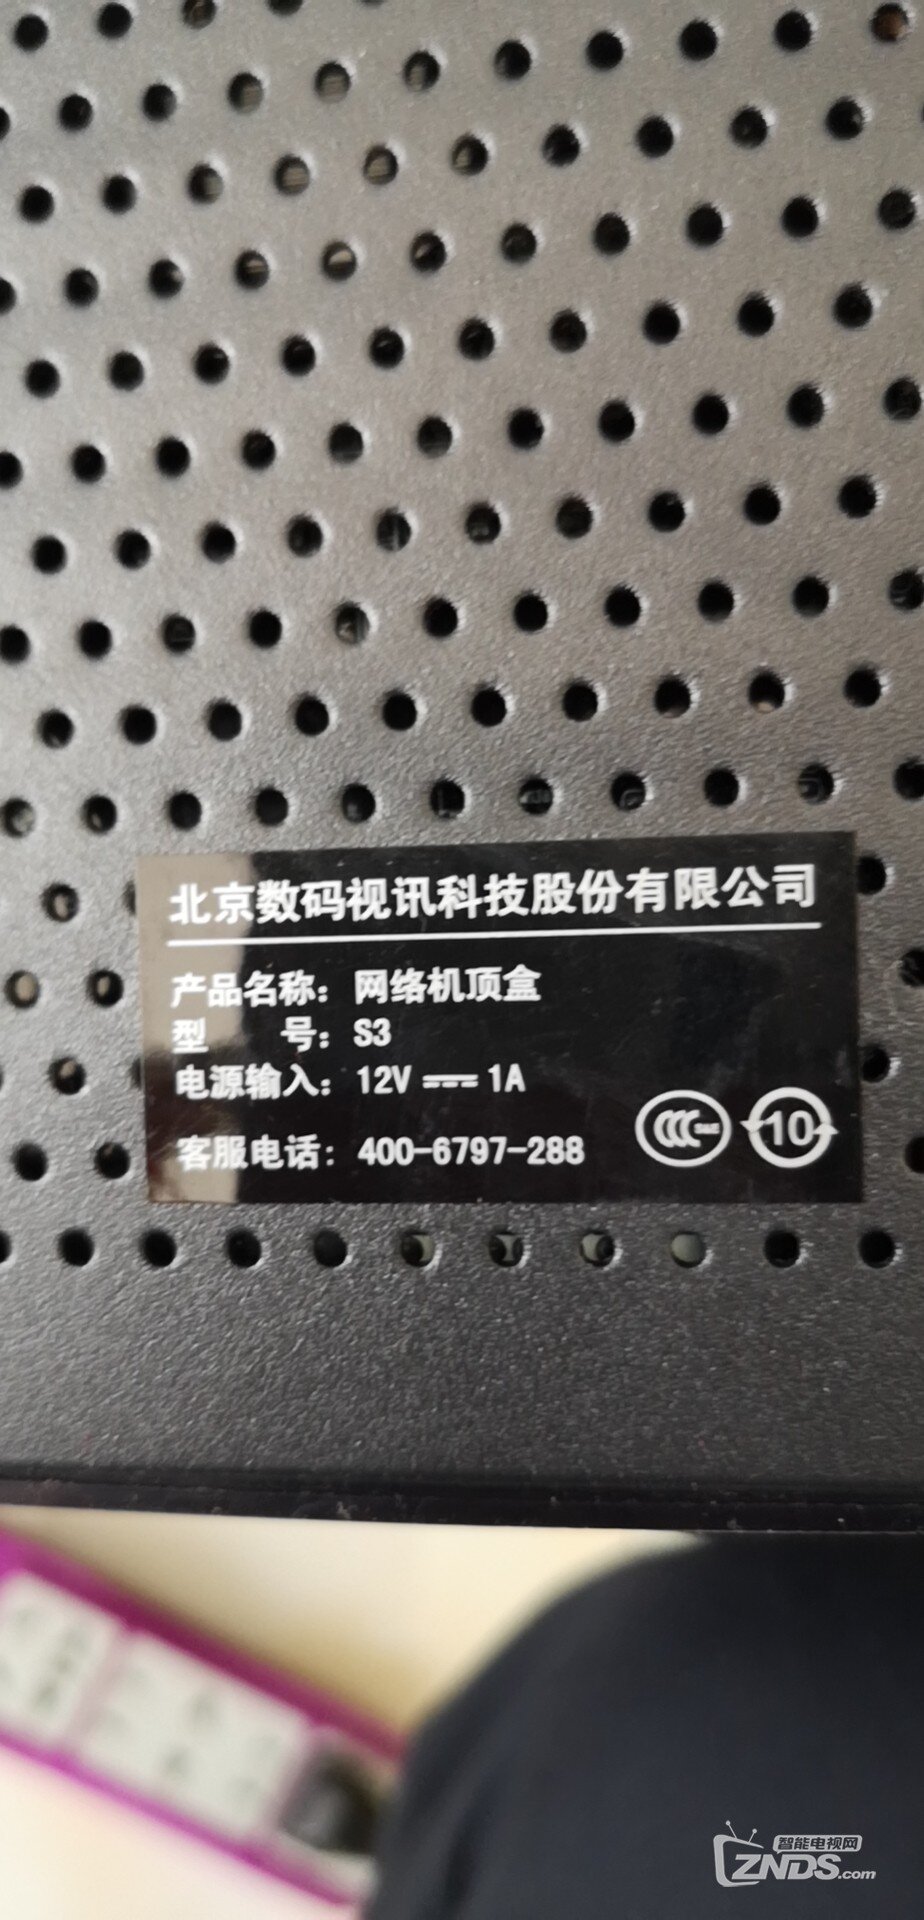 北京数码视讯科技股份有限公司
产品名称：网络机顶盒
型　　号：S3
电源输入：12V ⎓ 1A
客服电话：400-6797-288
10
智能电视网
ZNDS.com